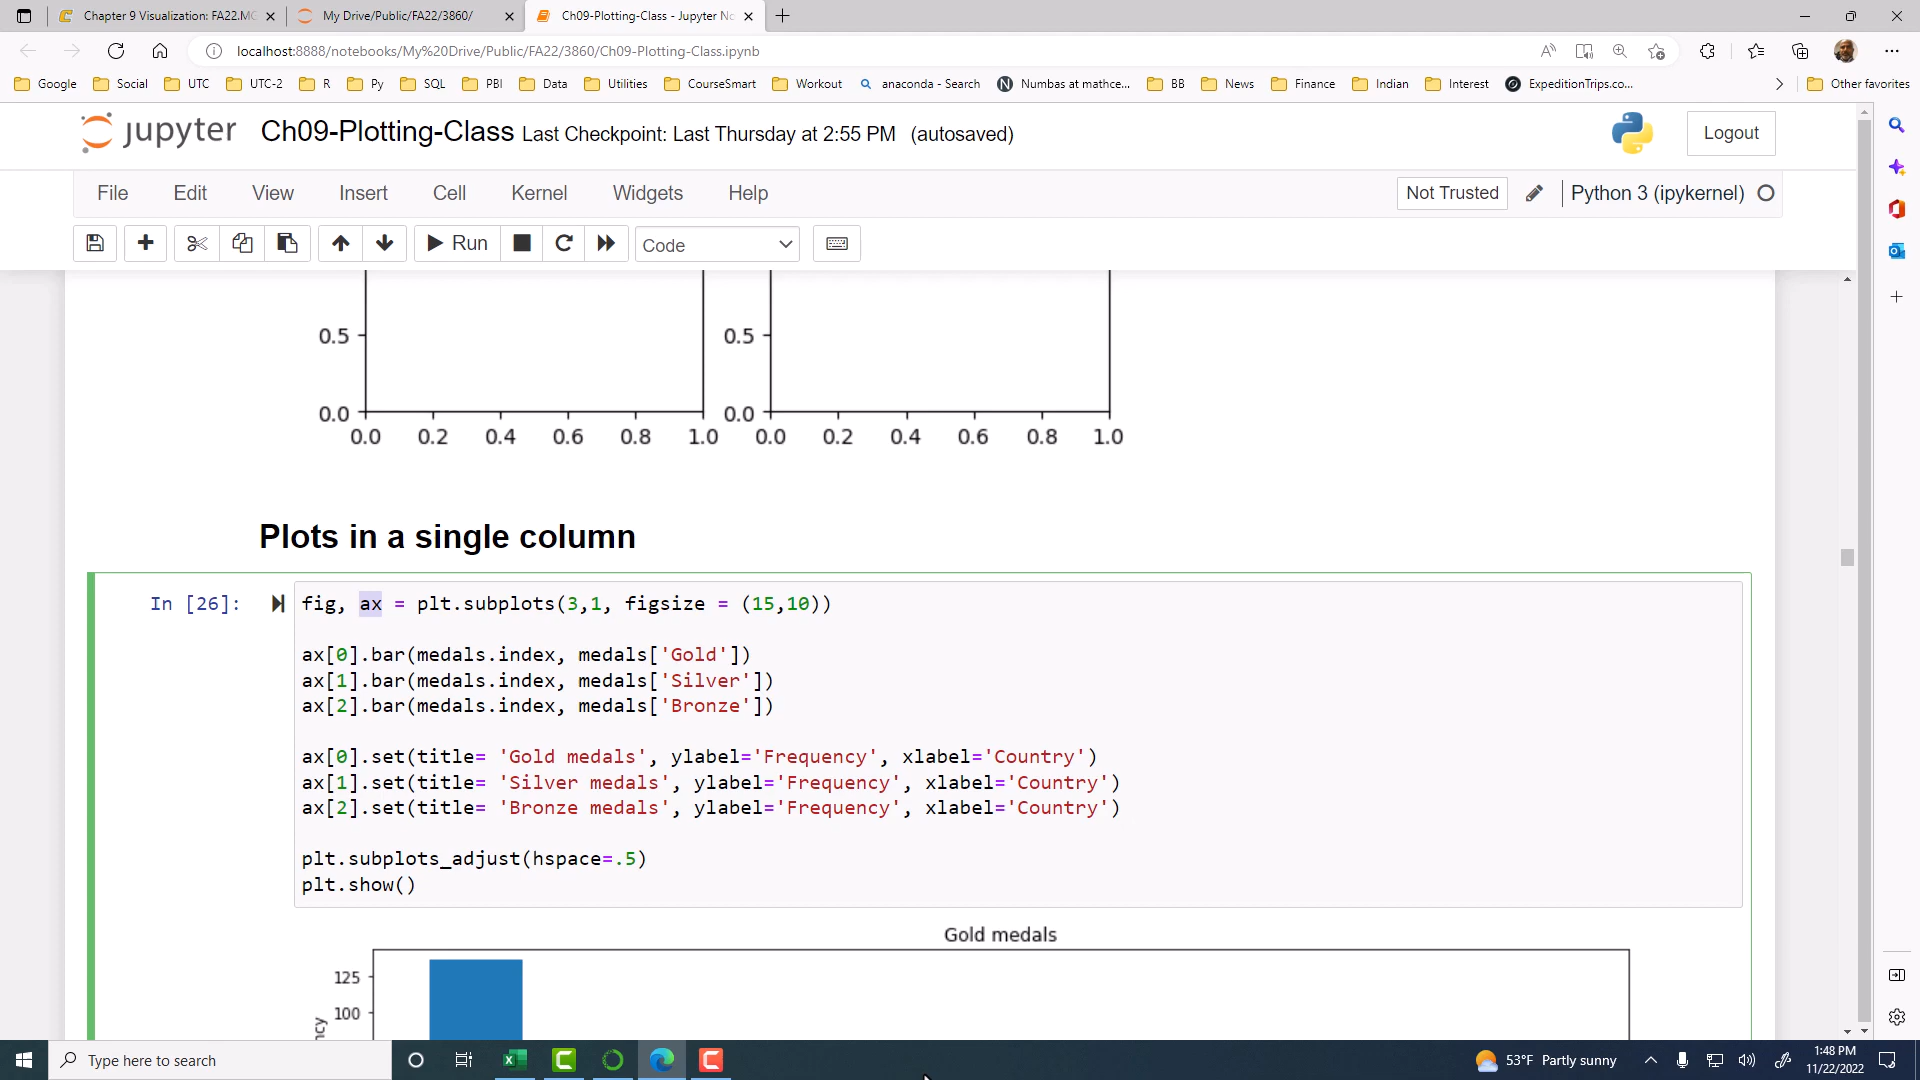 Chapter 9 Visualization: FA22.MG
My Drive/Public/FA22/3860/
Ch09-Plotting-Class - Jupyter No
localhost:8888/notebooks/My%20Drive/Public/FA22/3860/Ch09-Plotting-Class.ipynb
Google Social UTC UTC-2 R Py SQL PBI Data Utilities CourseSmart Workout anaconda - Search Numbas at mathce... BB News Finance Indian Interest ExpeditionTrips.co... Other favorites
jupyter Ch09-Plotting-Class Last Checkpoint: Last Thursday at 2:55 PM (autosaved) Logout
File Edit View Insert Cell Kernel Widgets Help Not Trusted Python 3 (ipykernel)
Run Code
0.5 0.5
0.0 0.0
0.0 0.2 0.4 0.6 0.8 1.0 0.0 0.2 0.4 0.6 0.8 1.0
Plots in a single column
In [26]: fig, ax = plt.subplots(3,1, figsize = (15,10))
ax[0].bar(medals.index, medals['Gold'])
ax[1].bar(medals.index, medals['Silver'])
ax[2].bar(medals.index, medals['Bronze'])
ax[0].set(title= 'Gold medals', ylabel='Frequency', xlabel='Country')
ax[1].set(title= 'Silver medals', ylabel='Frequency', xlabel='Country')
ax[2].set(title= 'Bronze medals', ylabel='Frequency', xlabel='Country')
plt.subplots_adjust(hspace=.5)
plt.show()
Gold medals
125
100
ncy
Type here to search
53°F Partly sunny
1:48 PM
11/22/2022